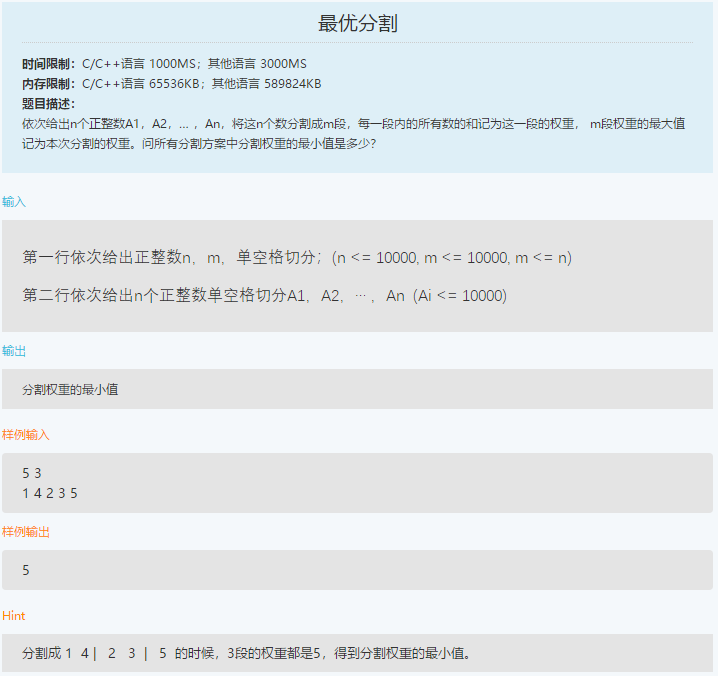 最优分割
时间限制：C/C++语言 1000MS；其他语言 3000MS
内存限制：C/C++语言 65536KB；其他语言 589824KB
题目描述：
依次给出n个正整数A1，A2，… ，An，将这n个数分割成m段，每一段内的所有数的和记为这一段的权重， m段权重的最大值
记为本次分割的权重。问所有分割方案中分割权重的最小值是多少？
输入
第一行依次给出正整数n，m，单空格切分；(n <= 10000, m <= 10000, m <= n)
第二行依次给出n个正整数单空格切分A1，A2，… ，An (Ai <= 10000)
输出
分割权重的最小值
样例输入
5 3
1 4 2 3 5
样例输出
5
Hint
分割成 1 4 | 2 3 | 5 的时候，3段的权重都是5，得到分割权重的最小值。